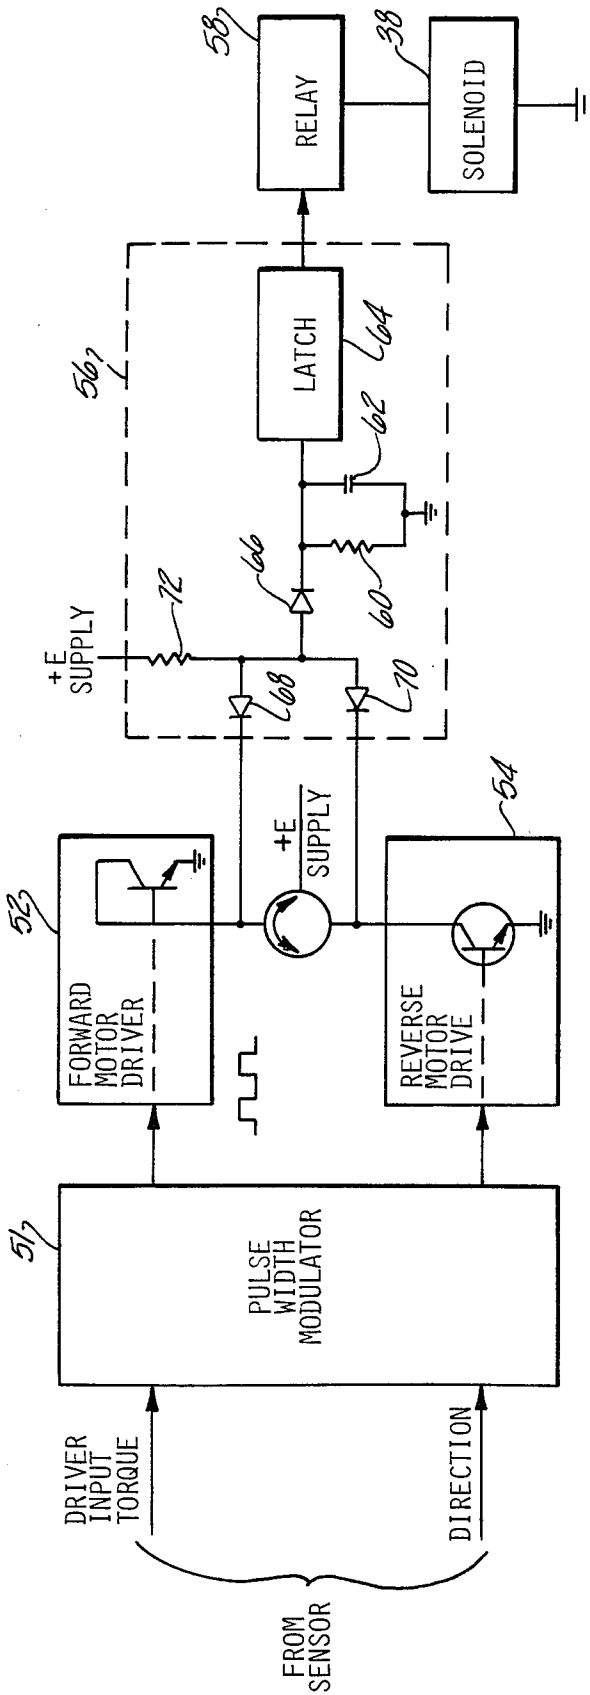 FROM
SENSOR
DRIVER
INPUT
TORQUE
DIRECTION
51
PULSE
WIDTH
MODULATOR
52
FORWARD
MOTOR
DRIVER
REVERSE
MOTOR
DRIVE
54
+E
SUPPLY
+E
SUPPLY
72
68
70
66
60
62
56
LATCH
64
58
RELAY
38
SOLENOID